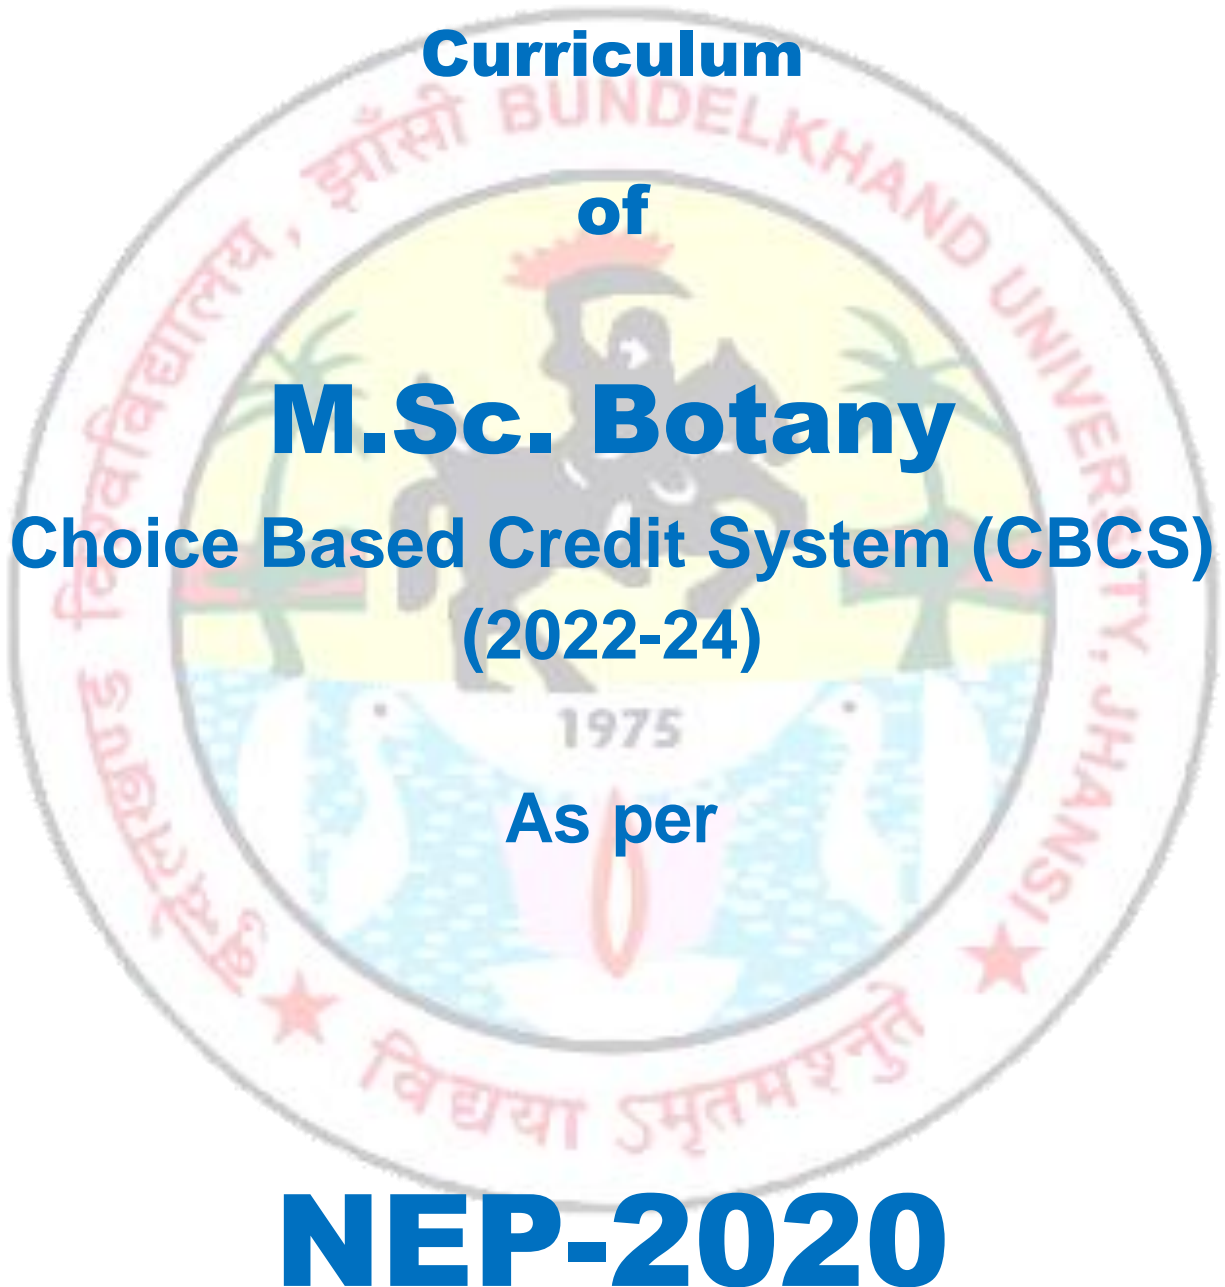 Curriculum
बुन्देलखण्ड विश्वविद्यालय, झाँसी BUNDELKHAND UNIVERSITY, JHANSI
of
M.Sc. Botany
Choice Based Credit System (CBCS)
(2022-24)
1975
As per
विद्यया ऽमृतमश्नुते
NEP-2020